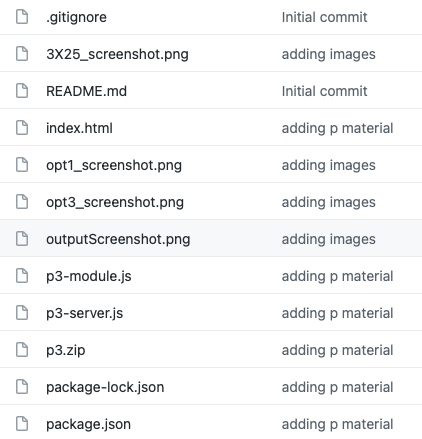 .gitignore Initial commit
3X25_screenshot.png adding images
README.md Initial commit
index.html adding p material
opt1_screenshot.png adding images
opt3_screenshot.png adding images
outputScreenshot.png adding images
p3-module.js adding p material
p3-server.js adding p material
p3.zip adding p material
package-lock.json adding p material
package.json adding p material